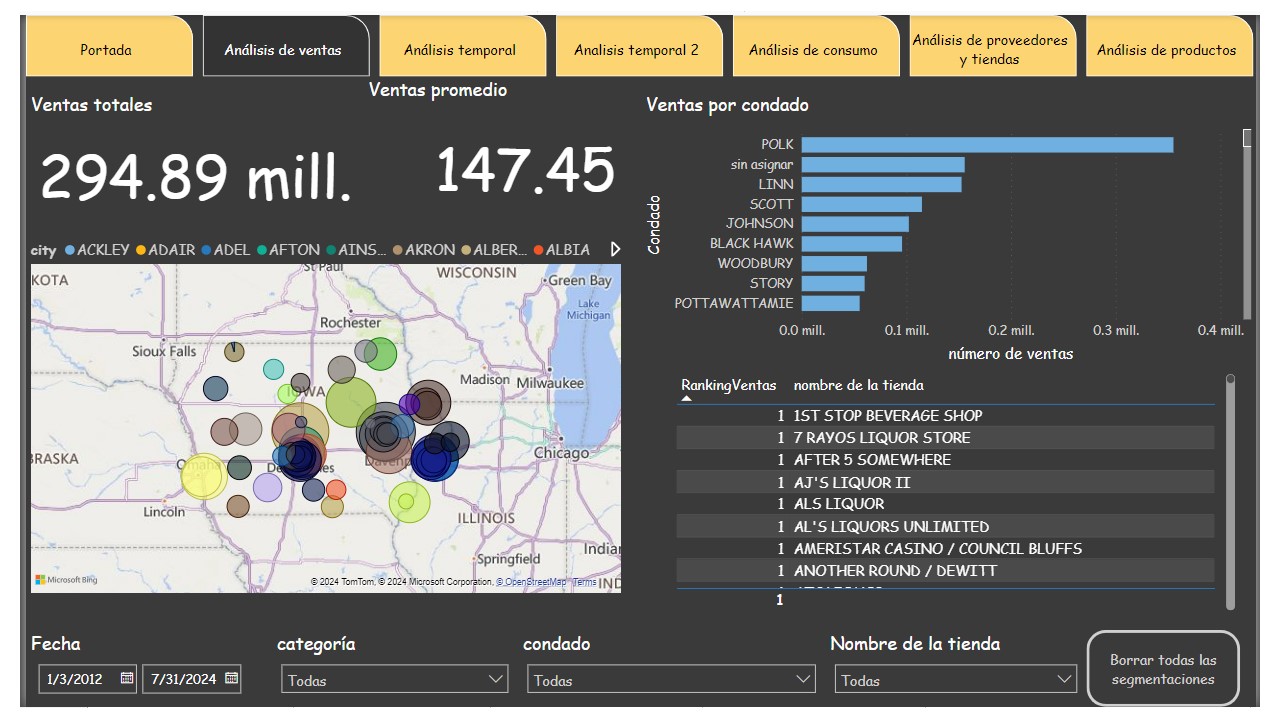 Portada
Análisis de ventas
Análisis temporal
Analisis temporal 2
Análisis de consumo
Análisis de proveedores
y tiendas
Análisis de productos
Ventas totales
Ventas promedio
Ventas por condado
294.89 mill.
147.45
Condado
POLK
sin asignar
LINN
SCOTT
JOHNSON
BLACK HAWK
WOODBURY
STORY
POTTAWATTAMIE
0.0 mill. 0.1 mill. 0.2 mill. 0.3 mill. 0.4 mill.
número de ventas
city ACKLEY ADAIR ADEL AFTON AINS... AKRON ALBER... ALBIA
KOTA
St Paul
WISCONSIN
Green Bay
Lake
Michigan
Rochester
Sioux Falls
Madison
Milwaukee
IOWA
Chicago
BRASKA
Omaha
Lincoln
ILLINOIS
Springfield
Indiar
IND
Microsoft Bing
© 2024 TomTom, © 2024 Microsoft Corporation, © OpenStreetMap Terms
RankingVentas nombre de la tienda
1 1ST STOP BEVERAGE SHOP
1 7 RAYOS LIQUOR STORE
1 AFTER 5 SOMEWHERE
1 AJ'S LIQUOR II
1 ALS LIQUOR
1 AL'S LIQUORS UNLIMITED
1 AMERISTAR CASINO / COUNCIL BLUFFS
1 ANOTHER ROUND / DEWITT
1
Fecha
1/3/2012 7/31/2024
categoría
Todas
condado
Todas
Nombre de la tienda
Todas
Borrar todas las
segmentaciones